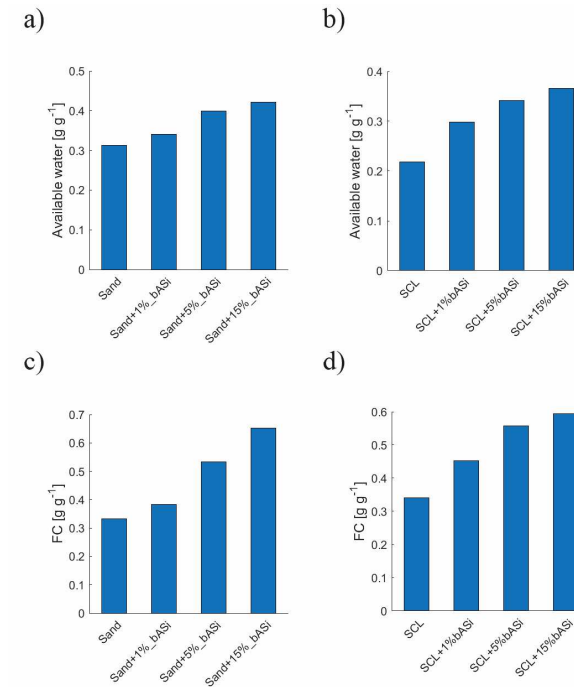 a)
Available water [g g-1]
0.5
0.4
0.3
0.2
0.1
0
Sand
Sand+1%_bASi
Sand+5%_bASi
Sand+15%_bASi
b)
Available water [g g-1]
0.4
0.3
0.2
0.1
0
SCL
SCL+1%bASi
SCL+5%bASi
SCL+15%bASi
c)
FC [g g-1]
0.7
0.6
0.5
0.4
0.3
0.2
0.1
0
Sand
Sand+1%_bASi
Sand+5%_bASi
Sand+15%_bASi
d)
FC [g g-1]
0.6
0.5
0.4
0.3
0.2
0.1
0
SCL
SCL+1%bASi
SCL+5%bASi
SCL+15%bASi